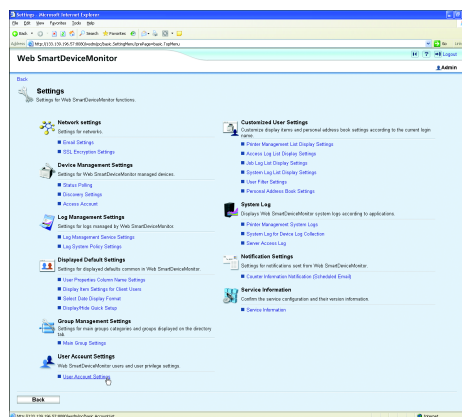 Settings - Microsoft Internet Explorer
File Edit View Favorites Tools Help
Back Search Favorites
Address Go
Web SmartDeviceMonitor
Logout
Admin
Back
Settings
Settings for Web SmartDeviceMonitor functions.
Network settings
Settings for networks.
Email Settings
SSL Encryption Settings
Device Management Settings
Settings for Web SmartDeviceMonitor managed devices.
Status Polling
Discovery Settings
Access Account
Log Management Settings
Settings for logs managed by Web SmartDeviceMonitor.
Log Management Service Settings
Log System Policy Settings
Displayed Default Settings
Settings for displayed defaults common in Web SmartDeviceMonitor.
User Properties Column Name Settings
Display Item Settings for Client Users
Select Date Display Format
Display/Hide Quick Setup
Group Management Settings
Settings for main groups categories and groups displayed on the directory
tab.
Main Group Settings
User Account Settings
Web SmartDeviceMonitor users and user privilege settings.
User Account Settings
Customized User Settings
Customize display items and personal address book settings according to the current login
name.
Printer Management List Display Settings
Access Log List Display Settings
Job Log List Display Settings
System Log List Display Settings
User Filter Settings
Personal Address Book Settings
System Log
Displays Web SmartDeviceMonitor system logs according to applications.
Printer Management System Logs
System Log for Device Log Collection
Server Access Log
Notification Settings
Settings for notifications sent from Web SmartDeviceMonitor.
Counter Information Notification (Scheduled Email)
Service Information
Confirm the service configuration and their version information.
Service Information
Back
Internet